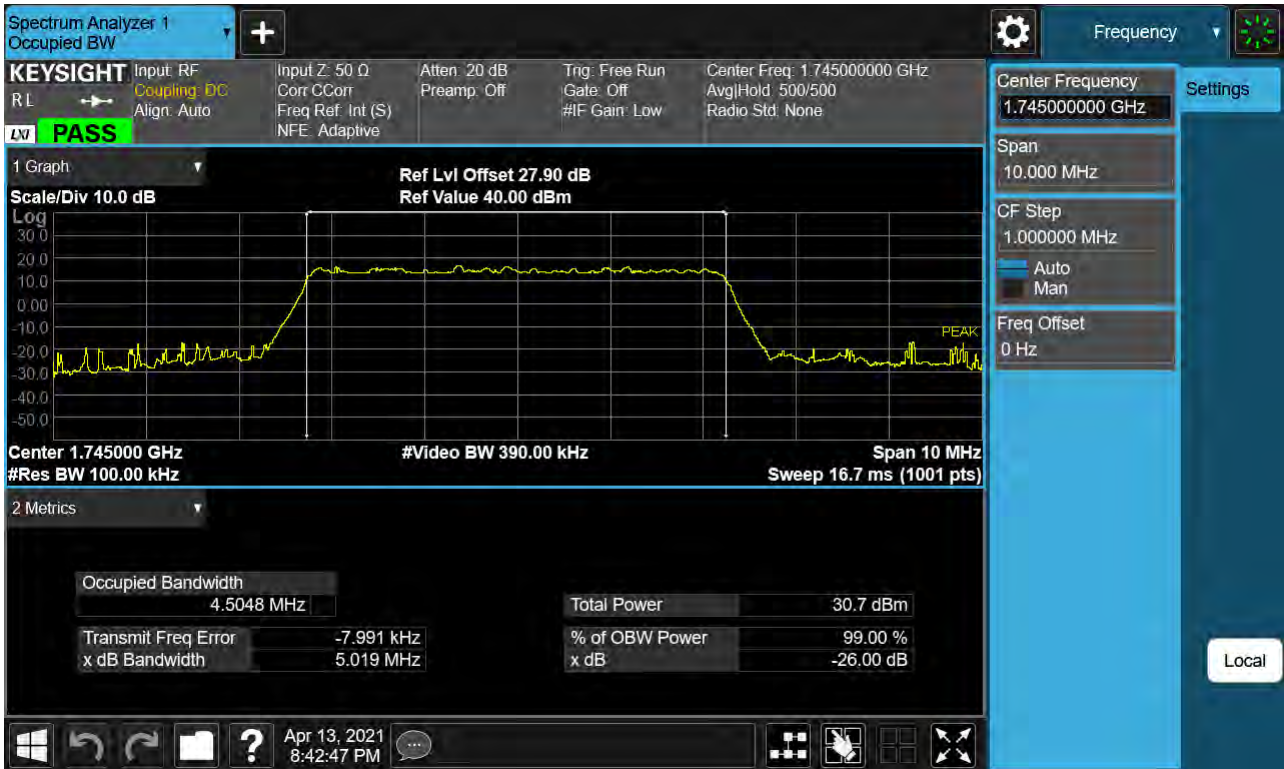 Spectrum Analyzer 1
Occupied BW
Frequency
KEYSIGHT
R L
LXI
PASS
Input: RF
Coupling: DC
Align: Auto
Input Z: 50 Ω
Corr CCorr
Freq Ref: Int (S)
NFE: Adaptive
Atten: 20 dB
Preamp: Off
Trig: Free Run
Gate: Off
#IF Gain: Low
Center Freq: 1.745000000 GHz
Avg|Hold: 500/500
Radio Std: None
Center Frequency
1.745000000 GHz
Settings
Span
10.000 MHz
CF Step
1.000000 MHz
Auto
Man
Freq Offset
0 Hz
Local
1 Graph
Scale/Div 10.0 dB
Ref Lvl Offset 27.90 dB
Ref Value 40.00 dBm
Log
30.0
20.0
10.0
0.00
-10.0
-20.0
-30.0
-40.0
-50.0
PEAK
Center 1.745000 GHz
#Video BW 390.00 kHz
Span 10 MHz
#Res BW 100.00 kHz
Sweep 16.7 ms (1001 pts)
2 Metrics
Occupied Bandwidth
4.5048 MHz
Total Power 30.7 dBm
Transmit Freq Error -7.991 kHz
% of OBW Power 99.00 %
x dB Bandwidth 5.019 MHz
x dB -26.00 dB
?
Apr 13, 2021
8:42:47 PM